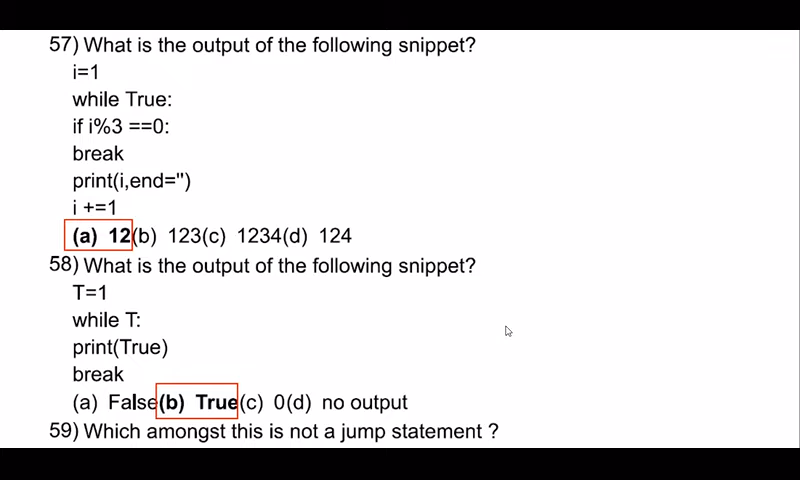 57) What is the output of the following snippet?
i=1
while True:
if i%3 ==0:
break
print(i,end='')
i +=1
(a) 12(b) 123(c) 1234(d) 124
58) What is the output of the following snippet?
T=1
while T:
print(True)
break
(a) False(b) True(c) 0(d) no output
59) Which amongst this is not a jump statement ?